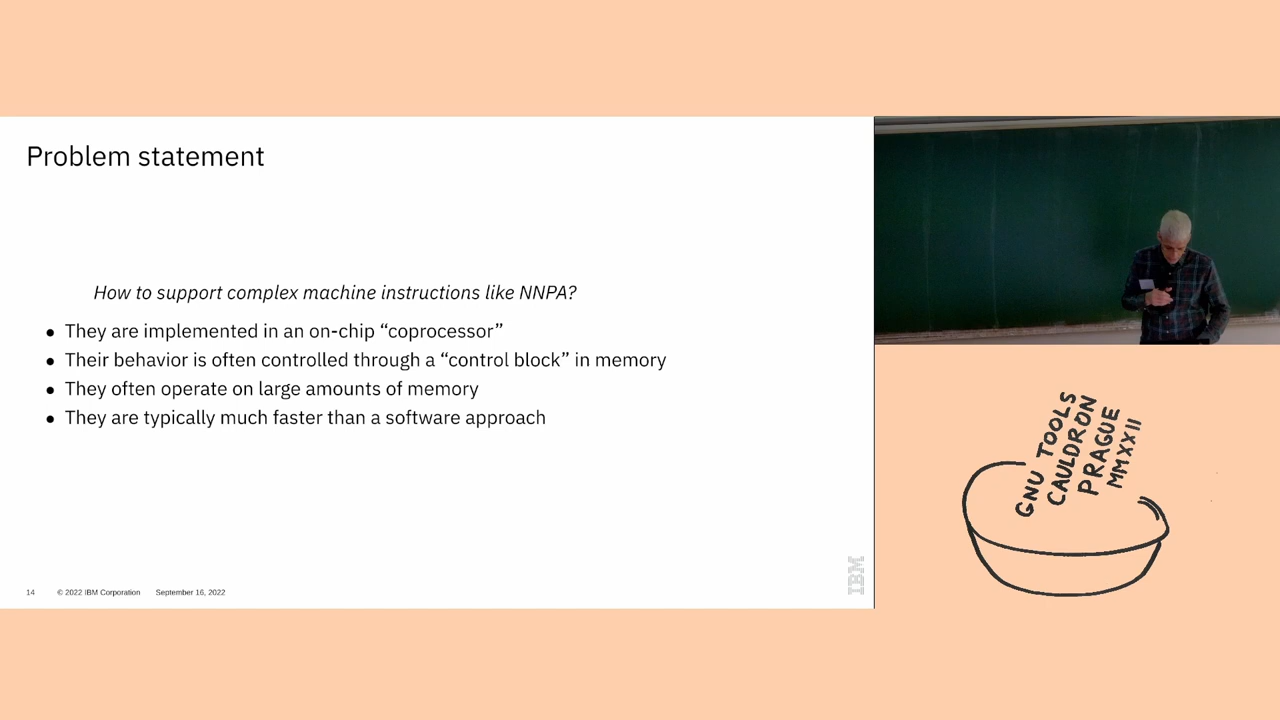 Problem statement
How to support complex machine instructions like NNPA?
● They are implemented in an on-chip “coprocessor”
● Their behavior is often controlled through a “control block” in memory
● They often operate on large amounts of memory
● They are typically much faster than a software approach
14 © 2022 IBM Corporation September 16, 2022
IBM
GNU TOOLS
CAULDRON
PRAGUE
MMXXII